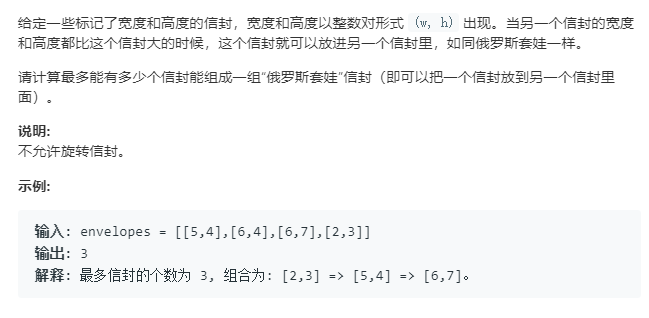 给定一些标记了宽度和高度的信封，宽度和高度以整数对形式 (w, h) 出现。当另一个信封的宽度
和高度都比这个信封大的时候，这个信封就可以放进另一个信封里，如同俄罗斯套娃一样。
请计算最多能有多少个信封能组成一组“俄罗斯套娃”信封（即可以把一个信封放到另一个信封里
面）。
说明:
不允许旋转信封。
示例:
输入: envelopes = [[5,4],[6,4],[6,7],[2,3]]
输出: 3
解释: 最多信封的个数为 3, 组合为: [2,3] => [5,4] => [6,7]。